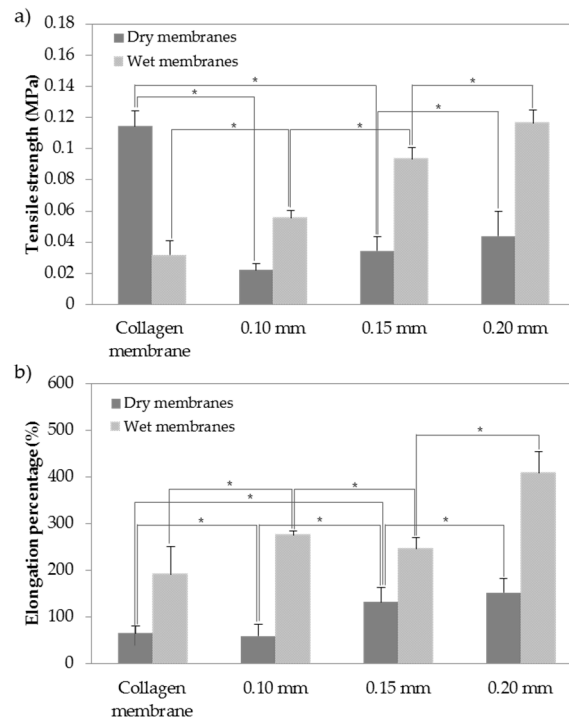 a)
0.18
0.16
0.14
0.12
0.1
0.08
0.06
0.04
0.02
0
Tensile strength (MPa)
Dry membranes
Wet membranes
*
*
*
*
*
*
Collagen membrane
0.10 mm
0.15 mm
0.20 mm
b)
600
500
400
300
200
100
0
Elongation percentage (%)
Dry membranes
Wet membranes
*
*
*
*
*
*
*
Collagen membrane
0.10 mm
0.15 mm
0.20 mm